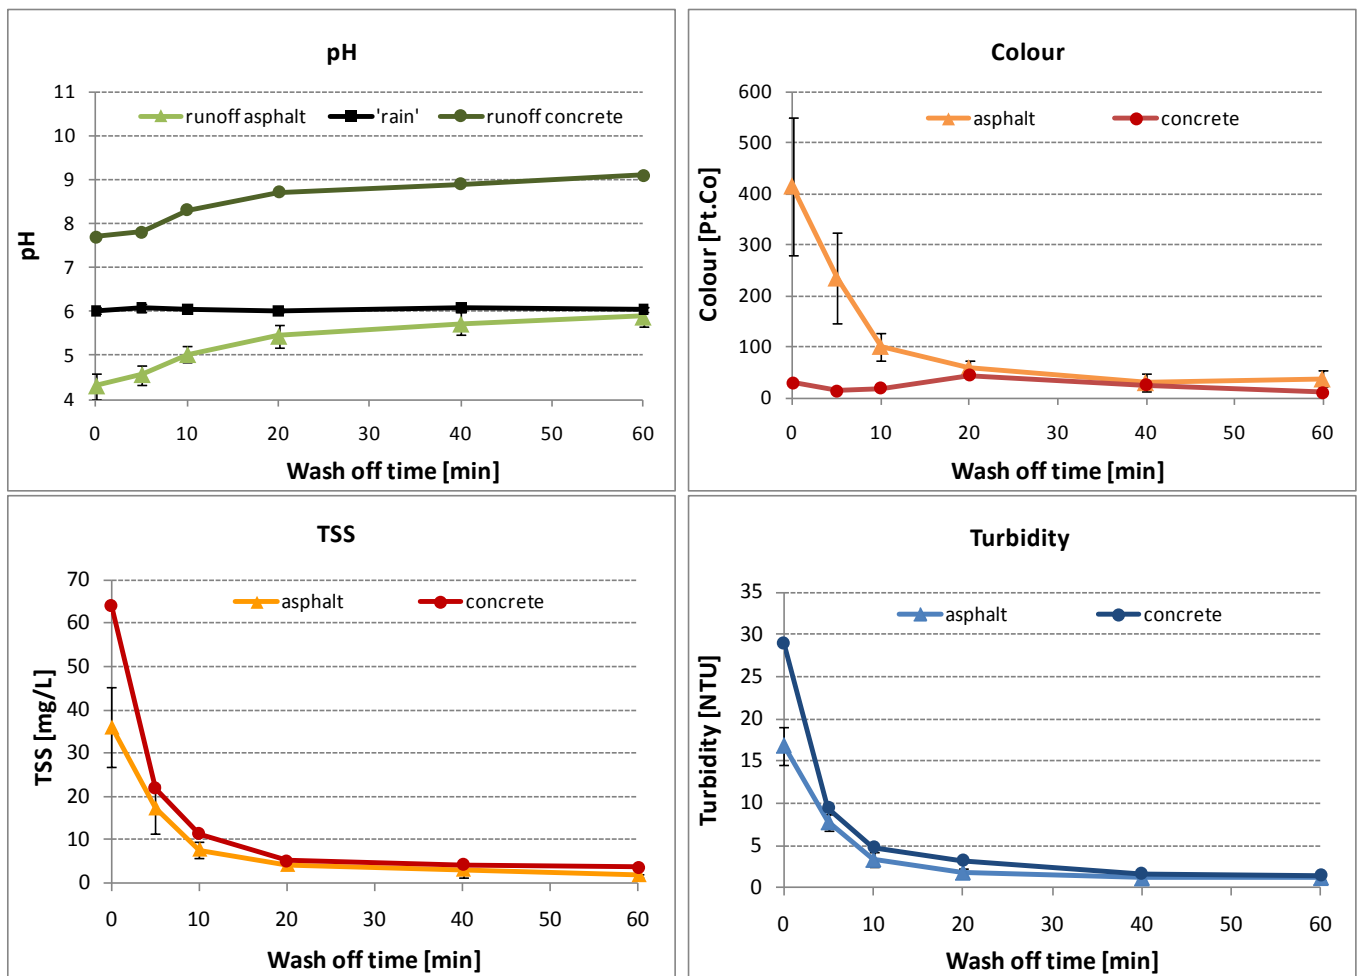 pH
11
10
9
8
7
6
5
4
runoff asphalt 'rain' runoff concrete
pH
0 10 20 30 40 50 60
Wash off time [min]
Colour
600
500
400
300
200
100
0
asphalt concrete
Colour [Pt.Co]
0 10 20 30 40 50 60
Wash off time [min]
TSS
70
60
50
40
30
20
10
0
asphalt concrete
TSS [mg/L]
0 10 20 30 40 50 60
Wash off time [min]
Turbidity
35
30
25
20
15
10
5
0
asphalt concrete
Turbidity [NTU]
0 10 20 30 40 50 60
Wash off time [min]